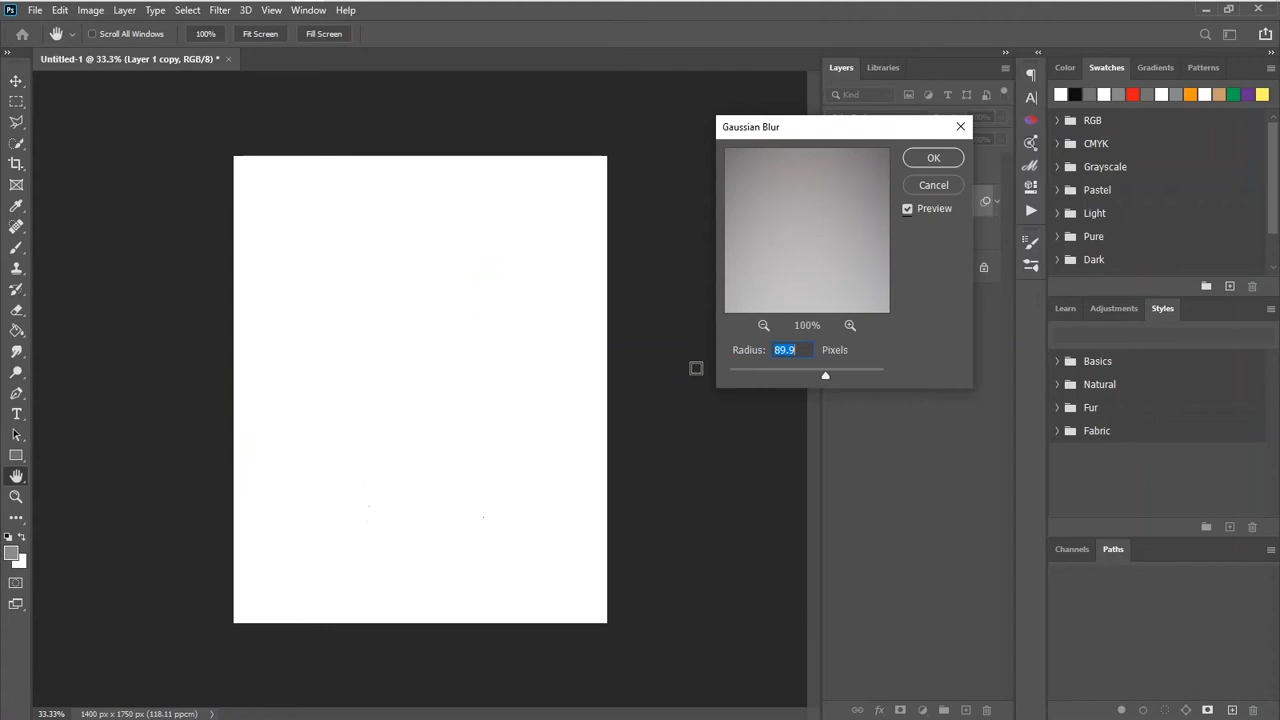 Ps File Edit Image Layer Type Select Filter 3D View Window Help
Scroll All Windows 100% Fit Screen Fill Screen
Untitled-1 @ 33.3% (Layer 1 copy, RGB/8) *
Layers Libraries
Kind
Gaussian Blur
OK
Cancel
Preview
100%
Radius: 89.9 Pixels
Color Swatches Gradients Patterns
RGB
CMYK
Grayscale
Pastel
Light
Pure
Dark
Learn Adjustments Styles
Basics
Natural
Fur
Fabric
Channels Paths
33.33% 1400 px x 1750 px (118.11 ppcm)